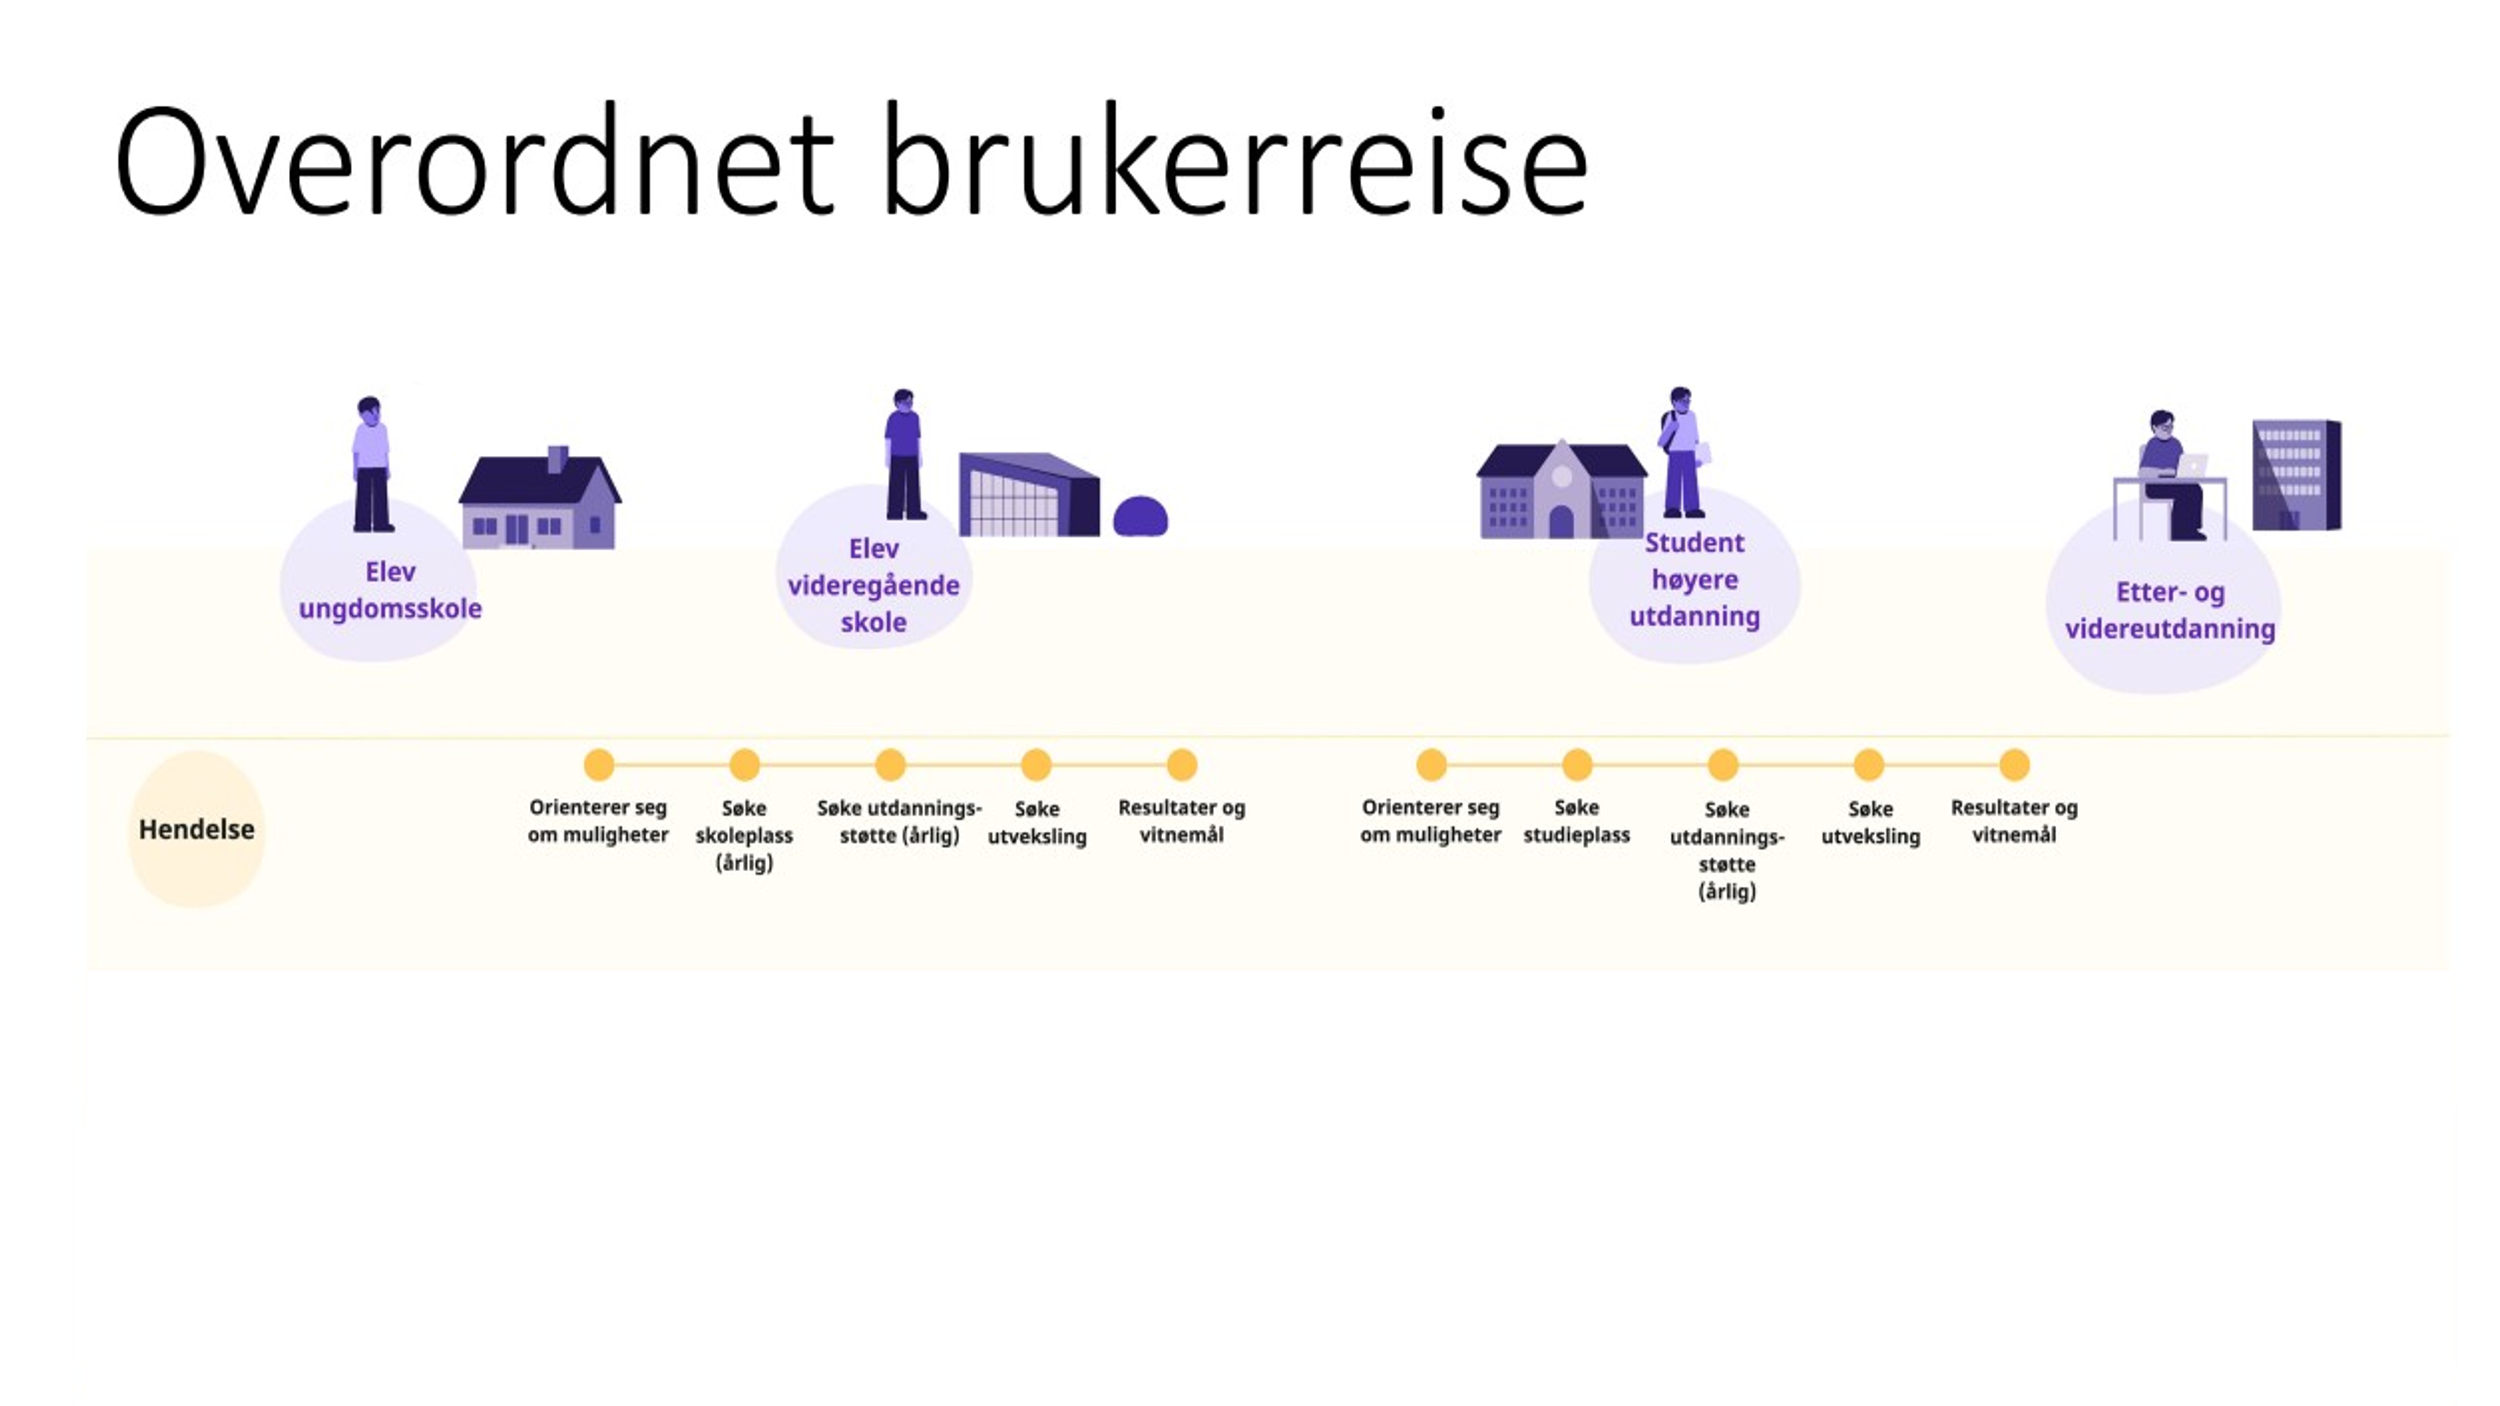 Overordnet brukerreise
Elev
ungdomsskole
Elev
videregående
skole
Student
høyere
utdanning
Etter- og
videreutdanning
Hendelse
Orienterer seg
om muligheter
Søke
skoleplass
(årlig)
Søke utdannings-
støtte (årlig)
Søke
utveksling
Resultater og
vitnemål
Orienterer seg
om muligheter
Søke
studieplass
Søke
utdannings-
støtte
(årlig)
Søke
utveksling
Resultater og
vitnemål